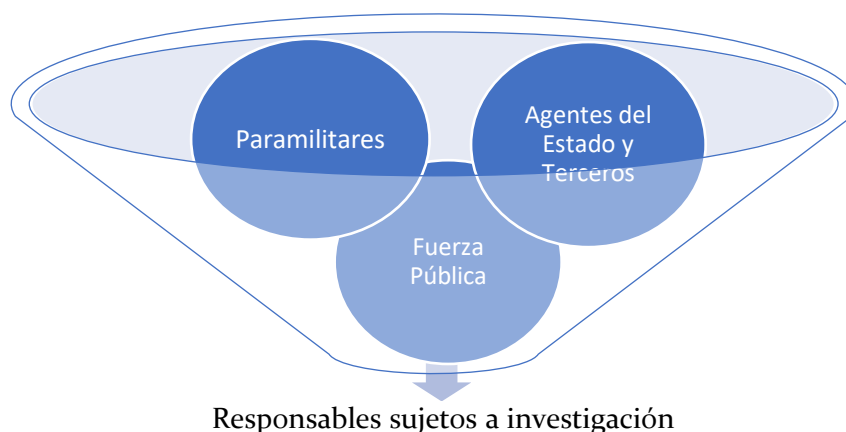 Paramilitares
Agentes del
Estado y
Terceros
Fuerza
Pública
Responsables sujetos a investigación